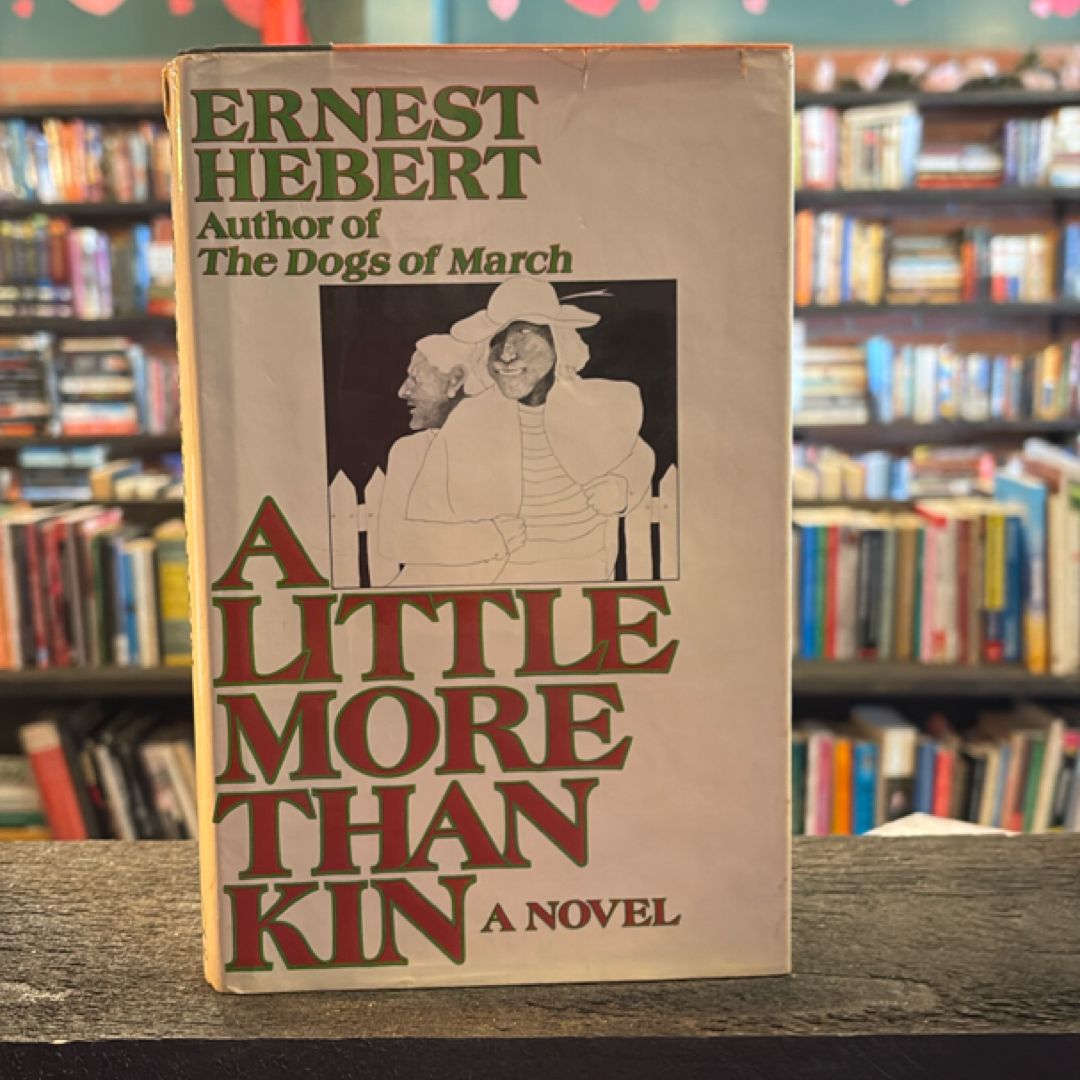 ERNEST
HEBERT
Author of
The Dogs of March
A
LITTLE
MORE
THAN
KIN
A NOVEL